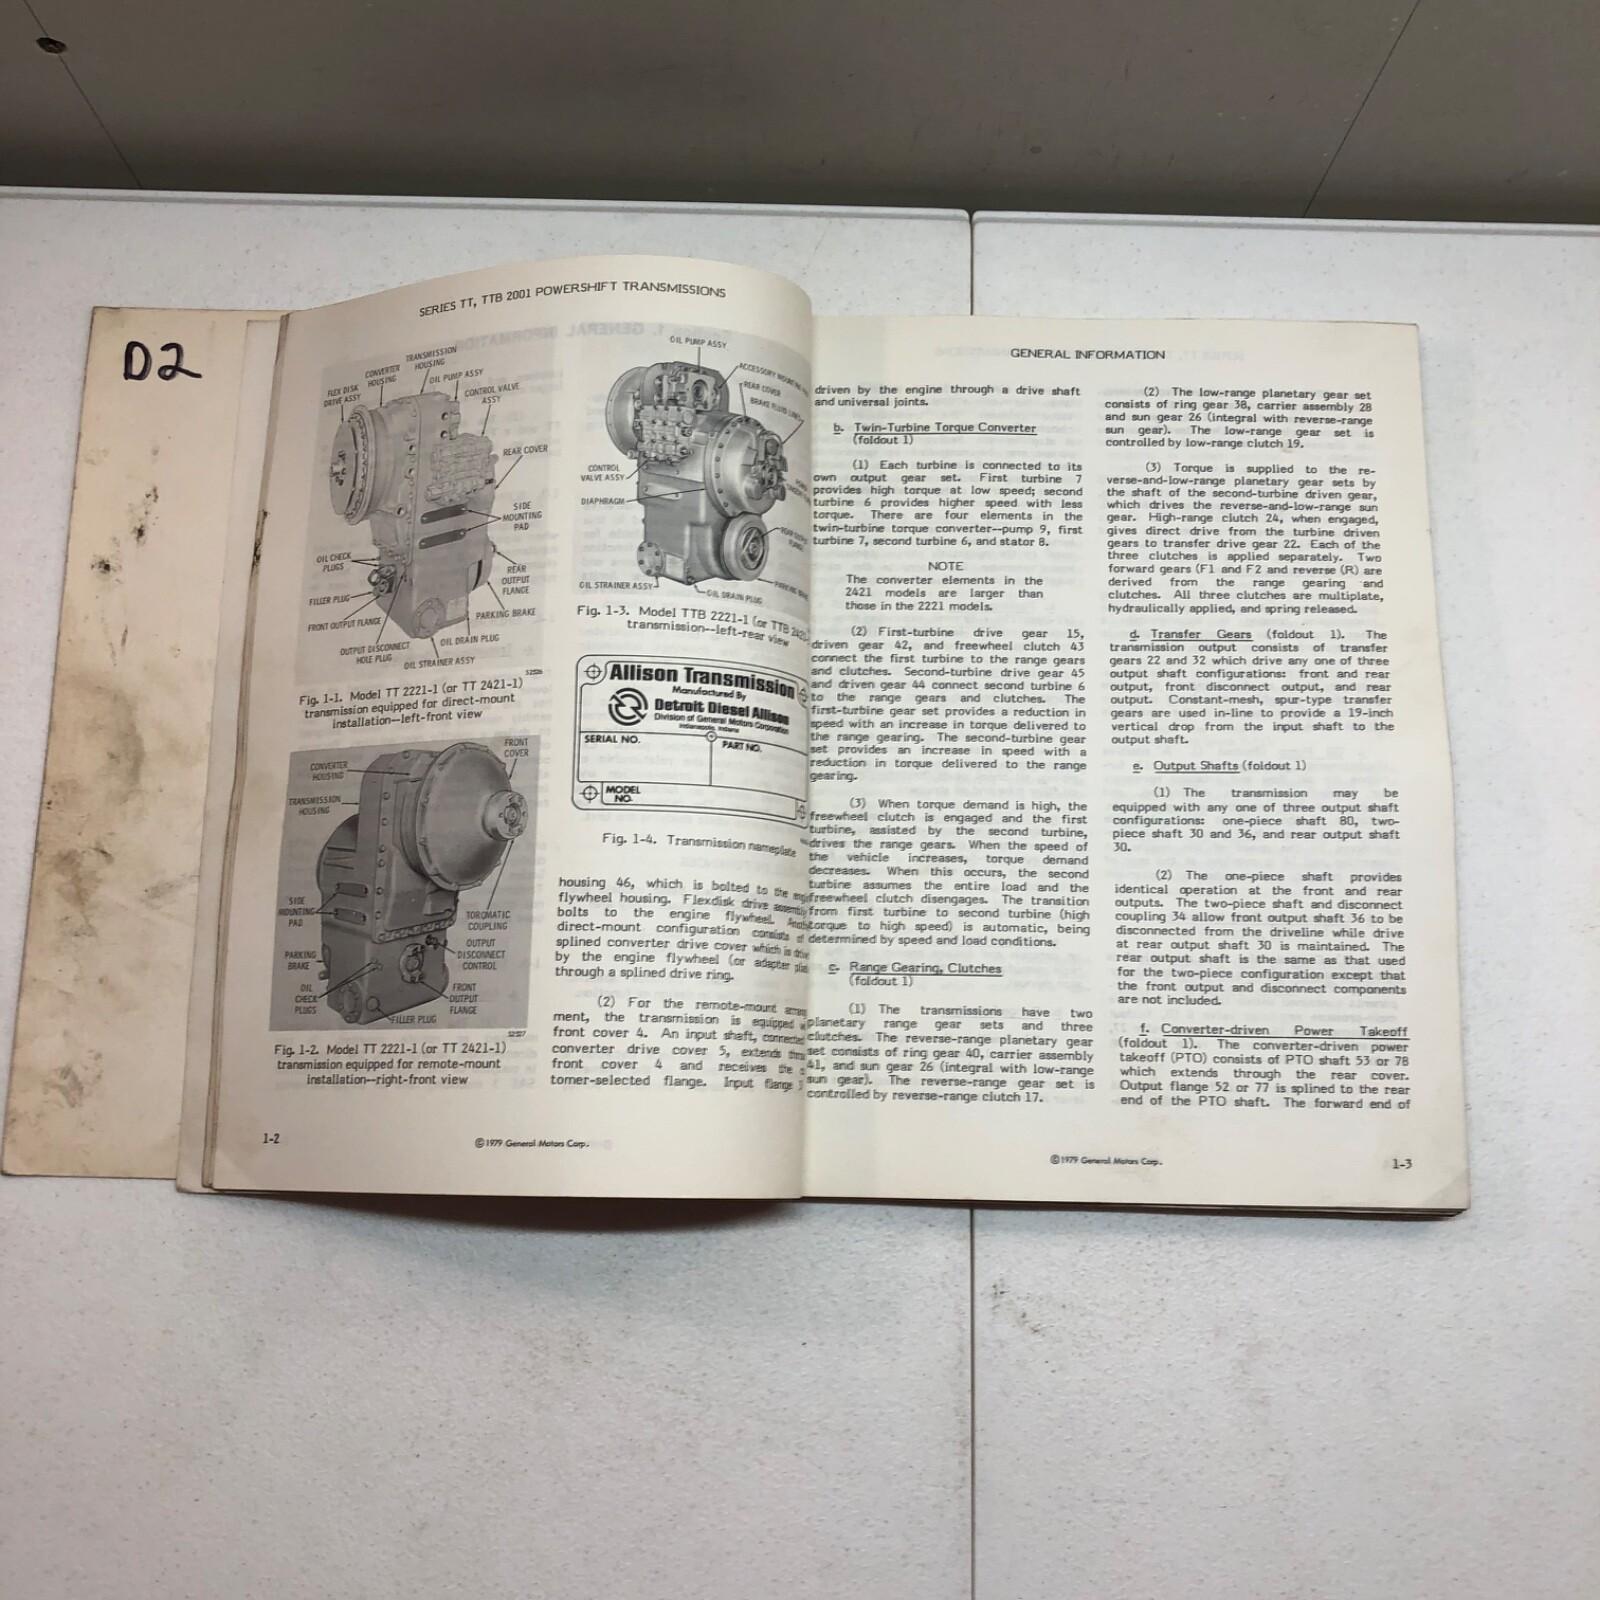 D2
SERIES TT, TTB 2001 POWERSHIFT TRANSMISSIONS
TRANSMISSION
HOUSING
CONVERTER
HOUSING
FLEX DISK
DRIVE ASSY
OIL PUMP ASSY
CONTROL VALVE
ASSY
REAR COVER
SIDE
MOUNTING
PAD
OIL CHECK
PLUGS
REAR
OUTPUT
FLANGE
FILLER PLUG
PARKING BRAKE
FRONT OUTPUT FLANGE
OIL DRAIN PLUG
OUTPUT DISCONNECT
HOLE PLUG
OIL STRAINER ASSY
52526
Fig. 1-1. Model TT 2221-1 (or TT 2421-1)
transmission equipped for direct-mount
installation--left-front view
FRONT
COVER
CONVERTER
HOUSING
TRANSMISSION
HOUSING
SIDE
MOUNTING
PAD
TORQMATIC
COUPLING
PARKING
BRAKE
OUTPUT
DISCONNECT
CONTROL
OIL
CHECK
PLUGS
FRONT
OUTPUT
FLANGE
FILLER PLUG
52527
Fig. 1-2. Model TT 2221-1 (or TT 2421-1)
transmission equipped for remote-mount
installation--right-front view
1-2
OIL PUMP ASSY
ACCESSORY MOUNTING
REAR COVER
BRAKE FLUID
CONTROL
VALVE ASSY
DIAPHRAGM
OIL STRAINER ASSY
OIL DRAIN PLUG
PARKING
Fig. 1-3. Model TTB 2221-1 (or TTB 2421-
transmission--left-rear view
Allison Transmission
Manufactured By
Detroit Diesel Allison
Division of General Motors Corporation
Indianapolis, Indiana
SERIAL NO.
PART NO.
MODEL
NO.
Fig. 1-4. Transmission nameplate
housing 46, which is bolted to the
flywheel housing. Flexdisk drive assembly
bolts to the engine flywheel.
direct-mount configuration consists of
splined converter drive cover which is
by the engine flywheel (or adapter
through a splined drive ring.
(2) For the remote-mount
ment, the transmission is equipped
front cover 4. An input shaft, connected
converter drive cover 5, extends
front cover 4 and receives the
tomer-selected flange. Input flange
©1979 General Motors Corp.
GENERAL INFORMATION
driven by the engine through a drive shaft
and universal joints.
b. Twin-Turbine Torque Converter
(foldout 1)
(1) Each turbine is connected to its
own output gear set. First turbine 7
provides high torque at low speed; second
turbine 6 provides higher speed with less
torque. There are four elements in the
twin-turbine torque converter--pump 9, first
turbine 7, second turbine 6, and stator 8.
NOTE
The converter elements in the
2421 models are larger than
those in the 2221 models.
(2) First-turbine drive gear 15,
driven gear 42, and freewheel clutch 43
connect the first turbine to the range gears
and clutches. Second-turbine drive gear 45
and driven gear 44 connect second turbine 6
to the range gears and clutches. The
first-turbine gear set provides a reduction in
speed with an increase in torque delivered to
the range gearing. The second-turbine gear
set provides an increase in speed with a
reduction in torque delivered to the range
gearing.
(3) When torque demand is high, the
freewheel clutch is engaged and the first
turbine, assisted by the second turbine,
drives the range gears. When the speed of
the vehicle increases, torque demand
decreases. When this occurs, the second
turbine assumes the entire load and the
freewheel clutch disengages. The transition
from first turbine to second turbine (high
torque to high speed) is automatic, being
determined by speed and load conditions.
c. Range Gearing, Clutches
(foldout 1)
(1) The transmissions have two
planetary range gear sets and three
clutches. The reverse-range planetary gear
set consists of ring gear 40, carrier assembly
41, and sun gear 26 (integral with low-range
sun gear). The reverse-range gear set is
controlled by reverse-range clutch 17.
(2) The low-range planetary gear set
consists of ring gear 38, carrier assembly 28
and sun gear 26 (integral with reverse-range
sun gear). The low-range gear set is
controlled by low-range clutch 19.
(3) Torque is supplied to the re-
verse-and-low-range planetary gear sets by
the shaft of the second-turbine driven gear,
which drives the reverse-and-low-range sun
gear. High-range clutch 24, when engaged,
gives direct drive from the turbine driven
gears to transfer drive gear 22. Each of the
three clutches is applied separately. Two
forward gears (F1 and F2 and reverse (R) are
derived from the range gearing and
clutches. All three clutches are multiplate,
hydraulically applied, and spring released.
d. Transfer Gears (foldout 1). The
transmission output consists of transfer
gears 22 and 32 which drive any one of three
output shaft configurations: front and rear
output, front disconnect output, and rear
output. Constant-mesh, spur-type transfer
gears are used in-line to provide a 19-inch
vertical drop from the input shaft to the
output shaft.
e. Output Shafts (foldout 1)
(1) The transmission may be
equipped with any one of three output shaft
configurations: one-piece shaft 80, two-
piece shaft 30 and 36, and rear output shaft
30.
(2) The one-piece shaft provides
identical operation at the front and rear
outputs. The two-piece shaft and disconnect
coupling 34 allow front output shaft 36 to be
disconnected from the driveline while drive
at rear output shaft 30 is maintained. The
rear output shaft is the same as that used
for the two-piece configuration except that
the front output and disconnect components
are not included.
f. Converter-driven Power Takeoff
(foldout 1). The converter-driven power
takeoff (PTO) consists of PTO shaft 53 or 78
which extends through the rear cover.
Output flange 52 or 77 is splined to the rear
end of the PTO shaft. The forward end of
©1979 General Motors Corp.
1-3